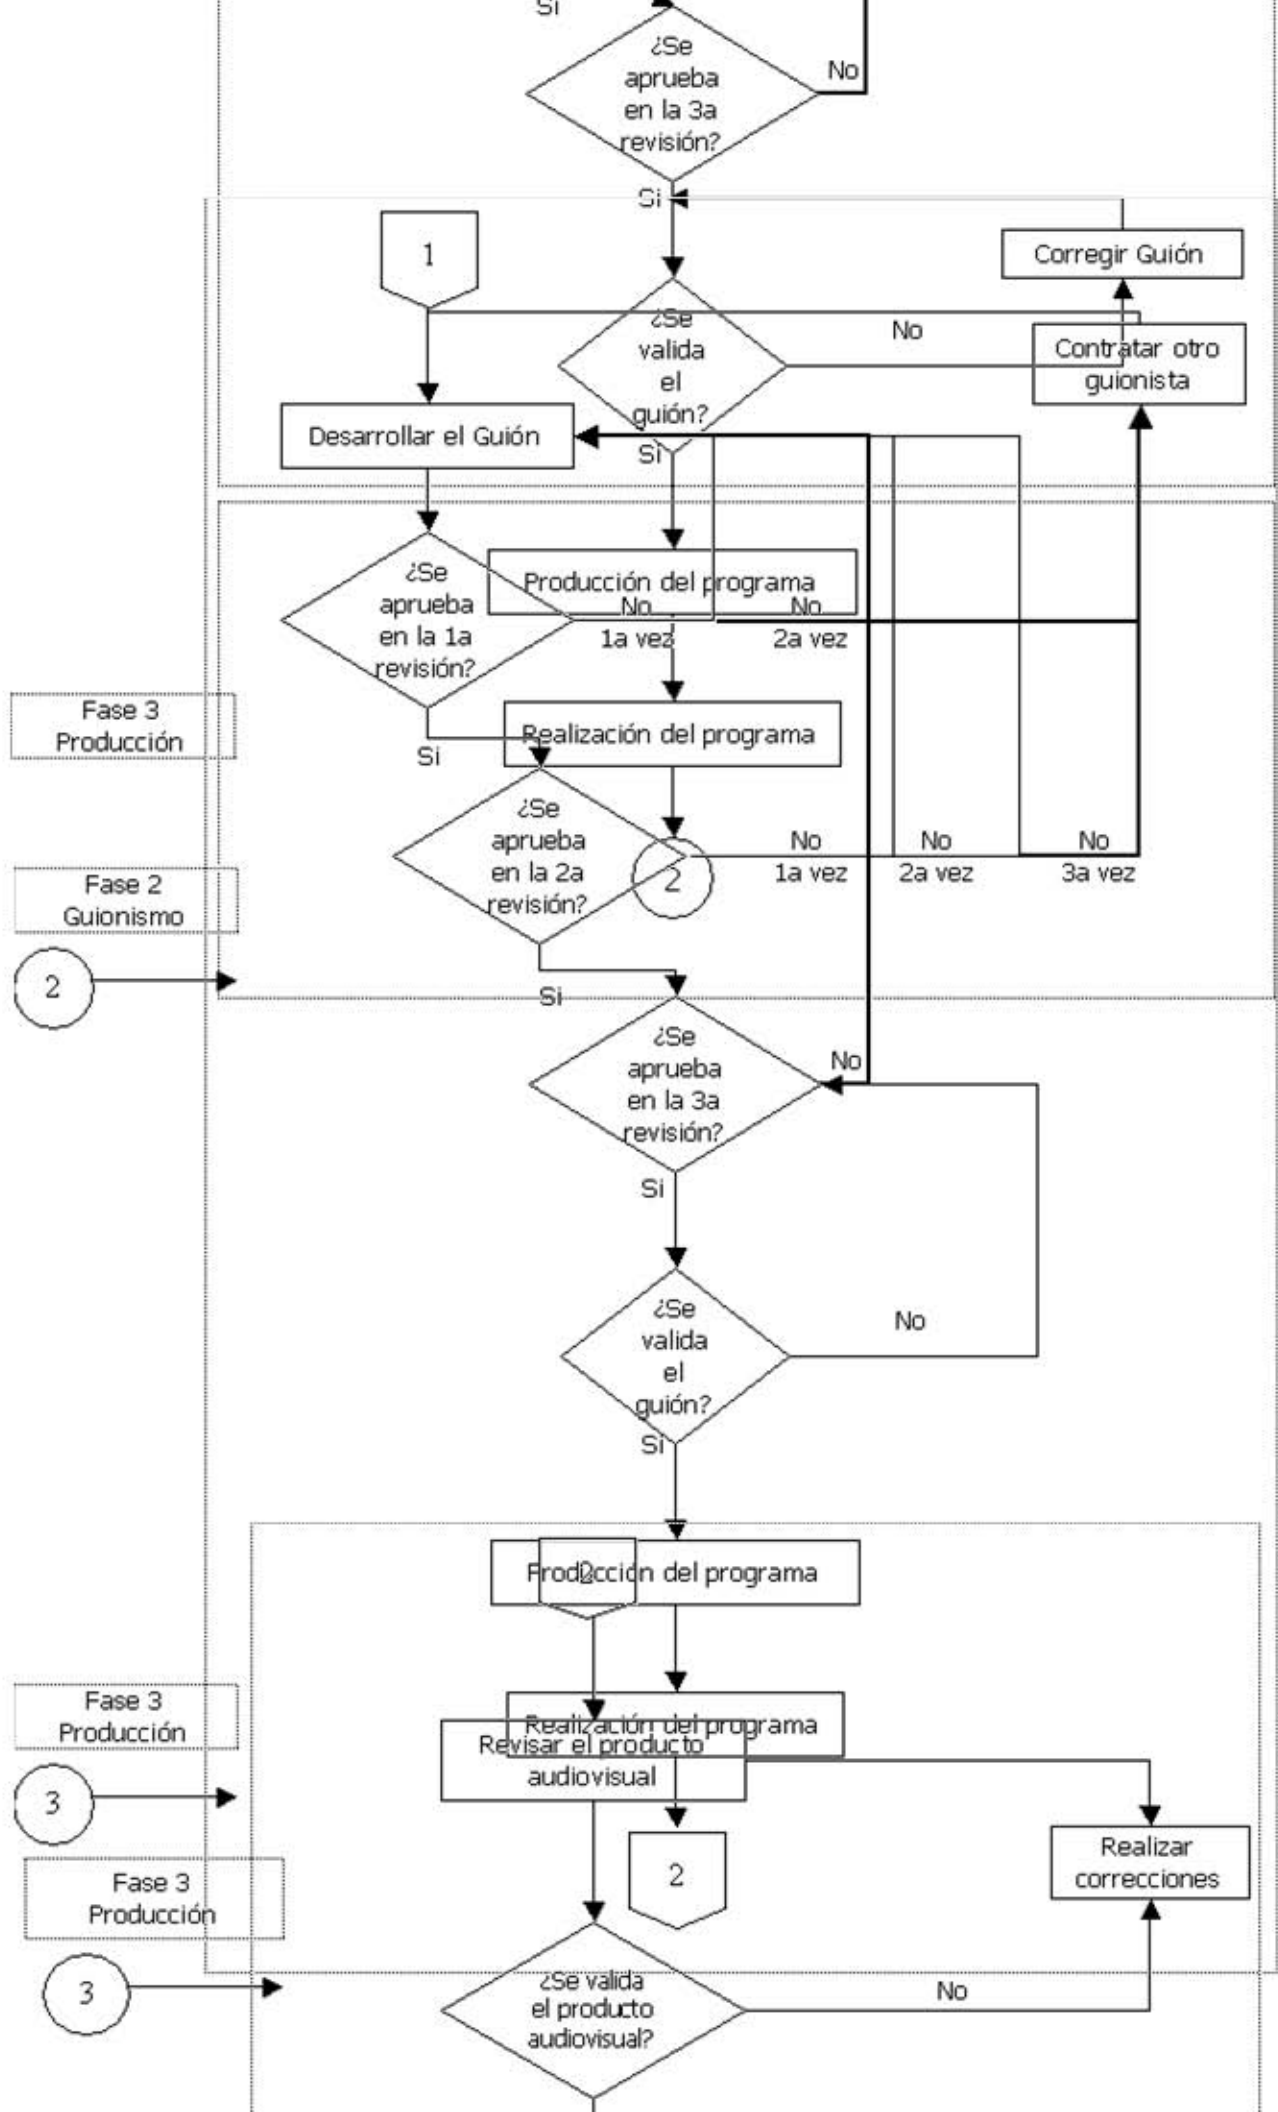 Si
¿Se
aprueba
en la 3a
revisión?
No
Si
1
Corregir Guión
¿Se
valida
el
guión?
No
Contratar otro
guionista
Desarrollar el Guión
Si
¿Se
aprueba
en la 1a
revisión?
Producción del programa
No
1a vez
No
2a vez
Fase 3
Producción
Si
Realización del programa
¿Se
aprueba
en la 2a
revisión?
2
No
1a vez
No
2a vez
No
3a vez
Fase 2
Guionismo
2
Si
¿Se
aprueba
en la 3a
revisión?
No
Si
¿Se
valida
el
guión?
No
Si
Producción del programa
2
Fase 3
Producción
Realización del programa
Revisar el producto
audiovisual
3
2
Realizar
correcciones
Fase 3
Producción
3
¿Se valida
el producto
audiovisual?
No